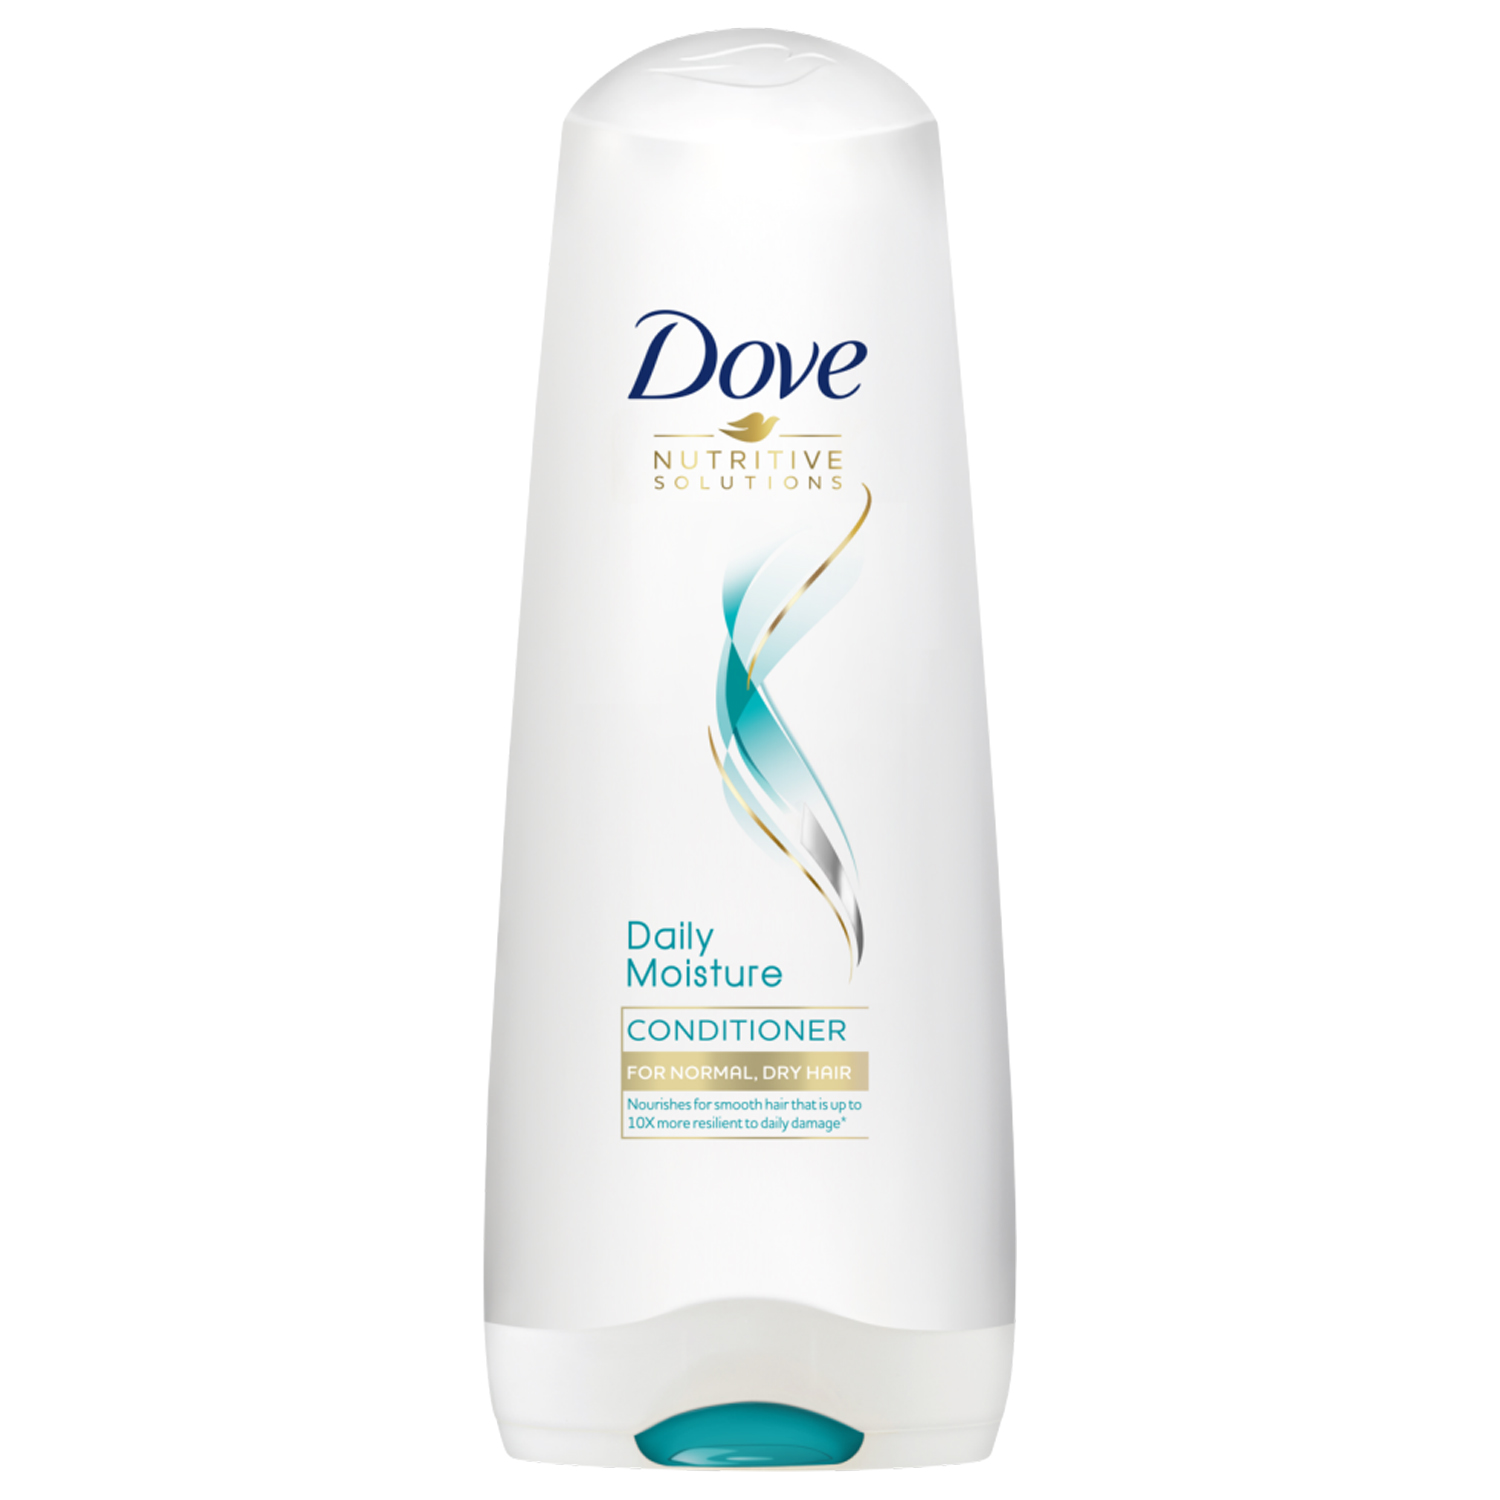 Dove
NUTRITIVE
SOLUTIONS
Daily
Moisture
CONDITIONER
FOR NORMAL, DRY HAIR
Nourishes for smooth hair that is up to
10X more resilient to daily damage*